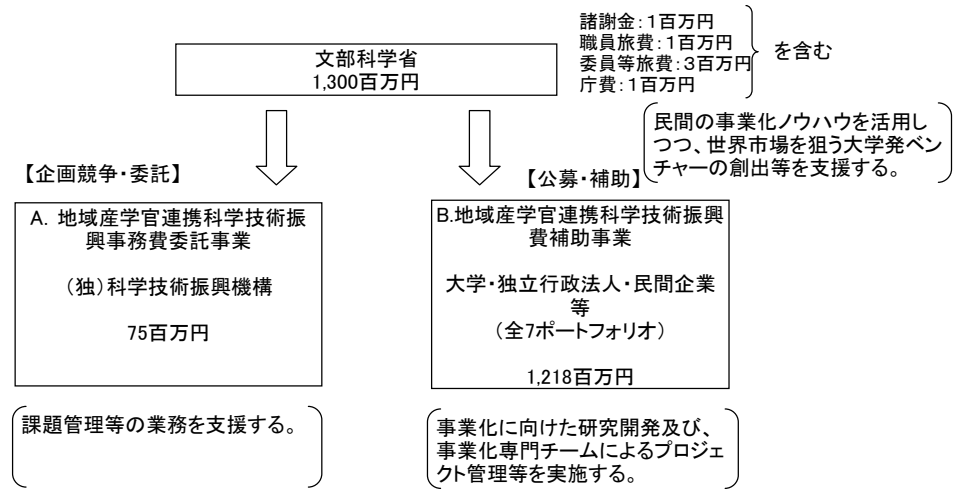 諸謝金：１百万円
職員旅費：１百万円
委員等旅費：３百万円
庁費：１百万円
を含む
文部科学省
1,300百万円
民間の事業化ノウハウを活用し
つつ、世界市場を狙う大学発ベン
チャーの創出等を支援する。
【企画競争・委託】
【公募・補助】
A．地域産学官連携科学技術振
興事務費委託事業
（独）科学技術振興機構
75百万円
B.地域産学官連携科学技術振興
費補助事業
大学・独立行政法人・民間企業
等
（全7ポートフォリオ）
1,218百万円
課題管理等の業務を支援する。
事業化に向けた研究開発及び、
事業化専門チームによるプロジェ
クト管理等を実施する。